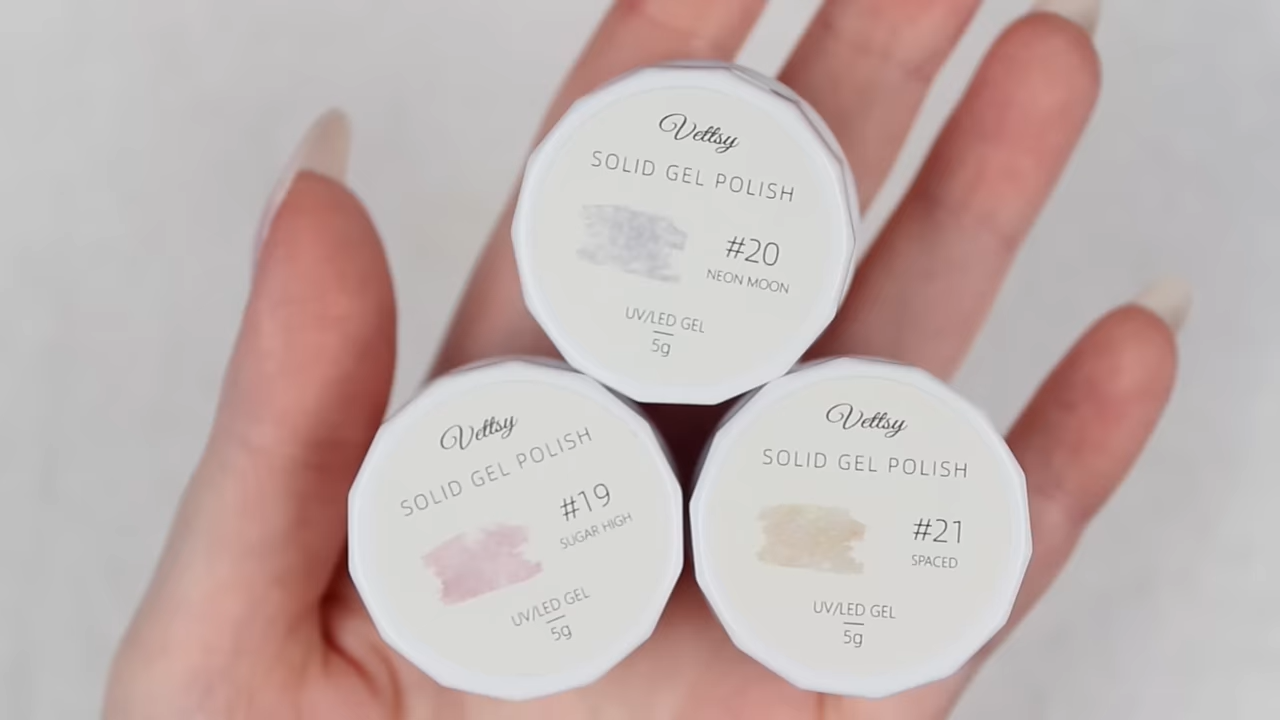 Vettsy
SOLID GEL POLISH
#20
NEON MOON
UV/LED GEL
5g
Vettsy
SOLID GEL POLISH
#19
SUGAR HIGH
UV/LED GEL
5g
Vettsy
SOLID GEL POLISH
#21
SPACED
UV/LED GEL
5g